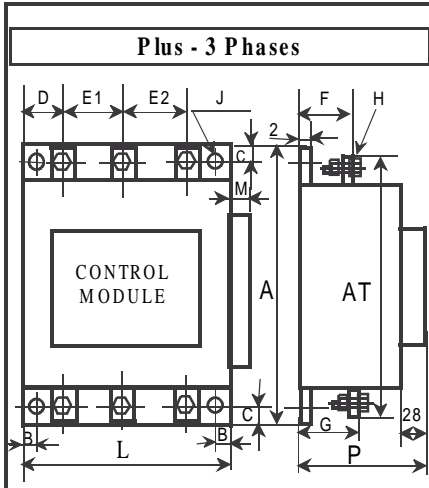 Plus - 3 Phases
D E1 E2 J F H
2
C
M
CONTROL
MODULE
A
AT
C
B B
G
28
L
P